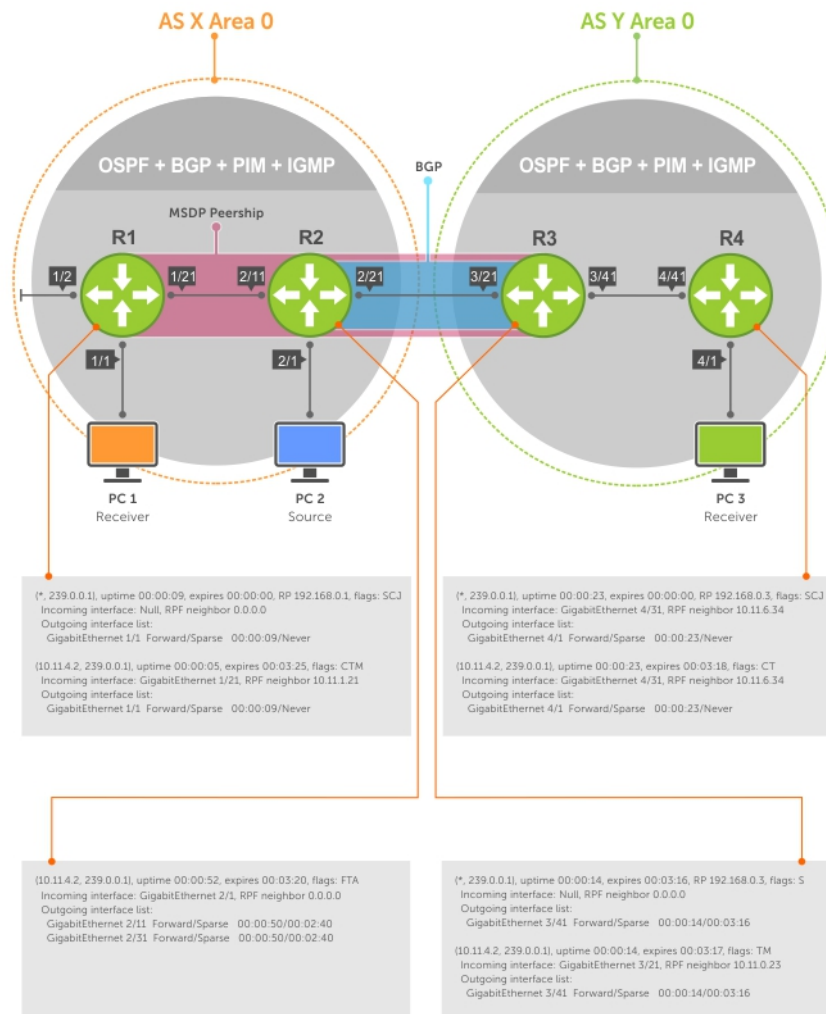 AS X Area 0
AS Y Area 0
OSPF + BGP + PIM + IGMP
BGP
OSPF + BGP + PIM + IGMP
MSDP Peership
R1
R2
R3
R4
1/2
1/21
2/11
2/21
3/21
3/41
4/41
1/1
2/1
4/1
PC 1
Receiver
PC 2
Source
PC 3
Receiver
(*, 239.0.0.1), uptime 00:00:09, expires 00:00:00, RP 192.168.0.1, flags: SCJ
Incoming interface: Null, RPF neighbor 0.0.0.0
Outgoing interface list:
GigabitEthernet 1/1 Forward/Sparse 00:00:09/Never
(10.11.4.2, 239.0.0.1), uptime 00:00:05, expires 00:03:25, flags: CTM
Incoming interface: GigabitEthernet 1/21, RPF neighbor 10.11.1.21
Outgoing interface list:
GigabitEthernet 1/1 Forward/Sparse 00:00:09/Never
(*, 239.0.0.1), uptime 00:00:23, expires 00:00:00, RP 192.168.0.3, flags: SCJ
Incoming interface: GigabitEthernet 4/31, RPF neighbor 10.11.6.34
Outgoing interface list:
GigabitEthernet 4/1 Forward/Sparse 00:00:23/Never
(10.11.4.2, 239.0.0.1), uptime 00:00:23, expires 00:03:18, flags: CT
Incoming interface: GigabitEthernet 4/31, RPF neighbor 10.11.6.34
Outgoing interface list:
GigabitEthernet 4/1 Forward/Sparse 00:00:23/Never
(10.11.4.2, 239.0.0.1), uptime 00:00:52, expires 00:03:20, flags: FTA
Incoming interface: GigabitEthernet 2/1, RPF neighbor 0.0.0.0
Outgoing interface list:
GigabitEthernet 2/11 Forward/Sparse 00:00:50/00:02:40
GigabitEthernet 2/31 Forward/Sparse 00:00:50/00:02:40
(*, 239.0.0.1), uptime 00:00:14, expires 00:03:16, RP 192.168.0.3, flags: S
Incoming interface: Null, RPF neighbor 0.0.0.0
Outgoing interface list:
GigabitEthernet 3/41 Forward/Sparse 00:00:14/00:03:16
(10.11.4.2, 239.0.0.1), uptime 00:00:14, expires 00:03:17, flags: TM
Incoming interface: GigabitEthernet 3/21, RPF neighbor 10.11.0.23
Outgoing interface list:
GigabitEthernet 3/41 Forward/Sparse 00:00:14/00:03:16